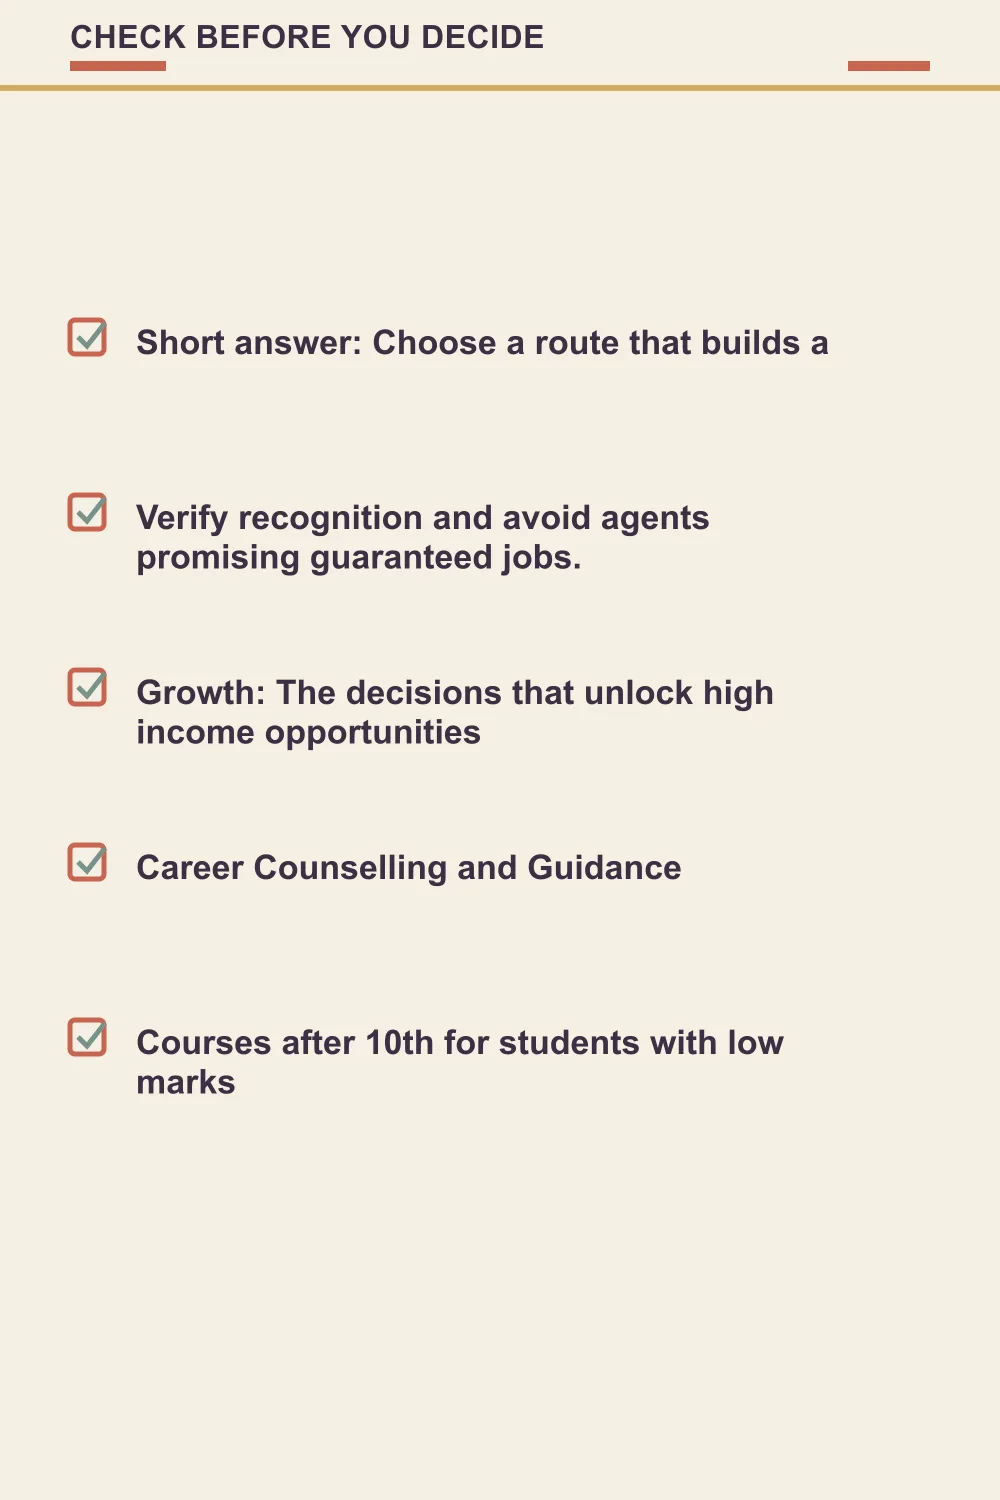 CHECK BEFORE YOU DECIDE
Short answer: Choose a route that builds a
Verify recognition and avoid agents
promising guaranteed jobs.
Growth: The decisions that unlock high
income opportunities
Career Counselling and Guidance
Courses after 10th for students with low
marks